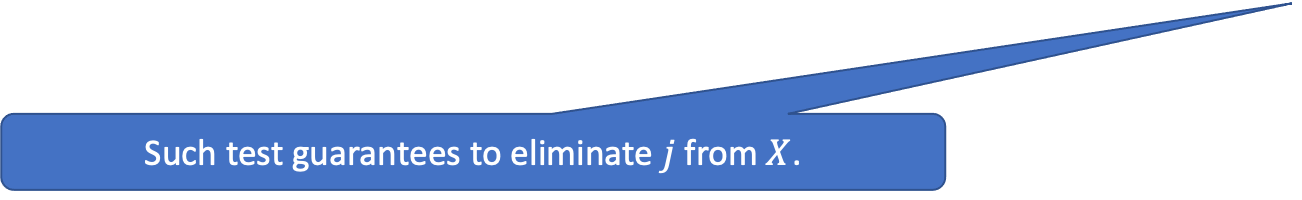 Such test guarantees to eliminate j from X.